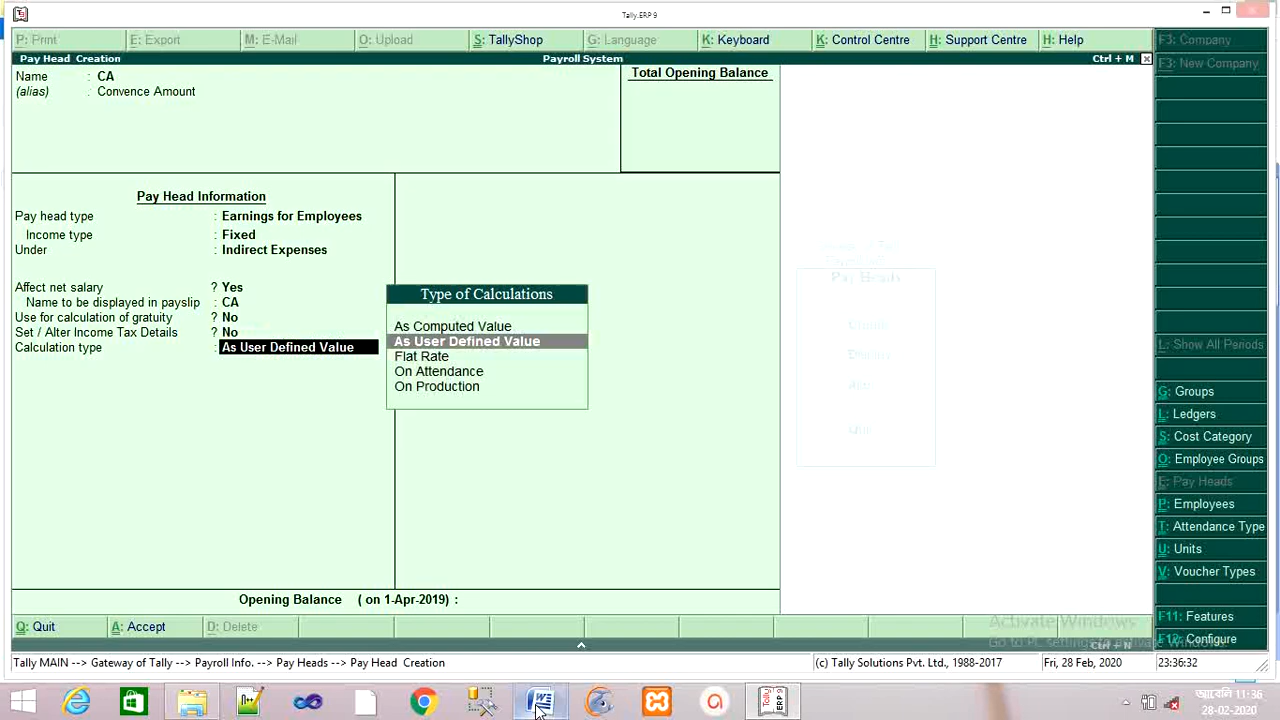 Tally.ERP 9
P: Print E: Export M: E-Mail O: Upload S: TallyShop G: Language K: Keyboard K: Control Centre H: Support Centre H: Help
F3: Company
F3: New Company
Pay Head Creation Payroll System Ctrl + M
Name : CA
(alias) : Convence Amount
Total Opening Balance
Pay Head Information
Pay head type : Earnings for Employees
Income type : Fixed
Under : Indirect Expenses
Affect net salary ? Yes
Name to be displayed in payslip : CA
Use for calculation of gratuity ? No
Set / Alter Income Tax Details ? No
Calculation type : As User Defined Value
Type of Calculations
As Computed Value
As User Defined Value
Flat Rate
On Attendance
On Production
Pay Heads
L: Show All Periods
G: Groups
L: Ledgers
S: Cost Category
O: Employee Groups
E: Pay Heads
P: Employees
T: Attendance Type
U: Units
V: Voucher Types
F11: Features
F12: Configure
Opening Balance ( on 1-Apr-2019) :
Activate Windows
Q: Quit A: Accept D: Delete
Ctrl + N
Tally MAIN --> Gateway of Tally --> Payroll Info. --> Pay Heads --> Pay Head Creation (c) Tally Solutions Pvt. Ltd., 1988-2017 Fri, 28 Feb, 2020 23:36:32
11:36
28-02-2020